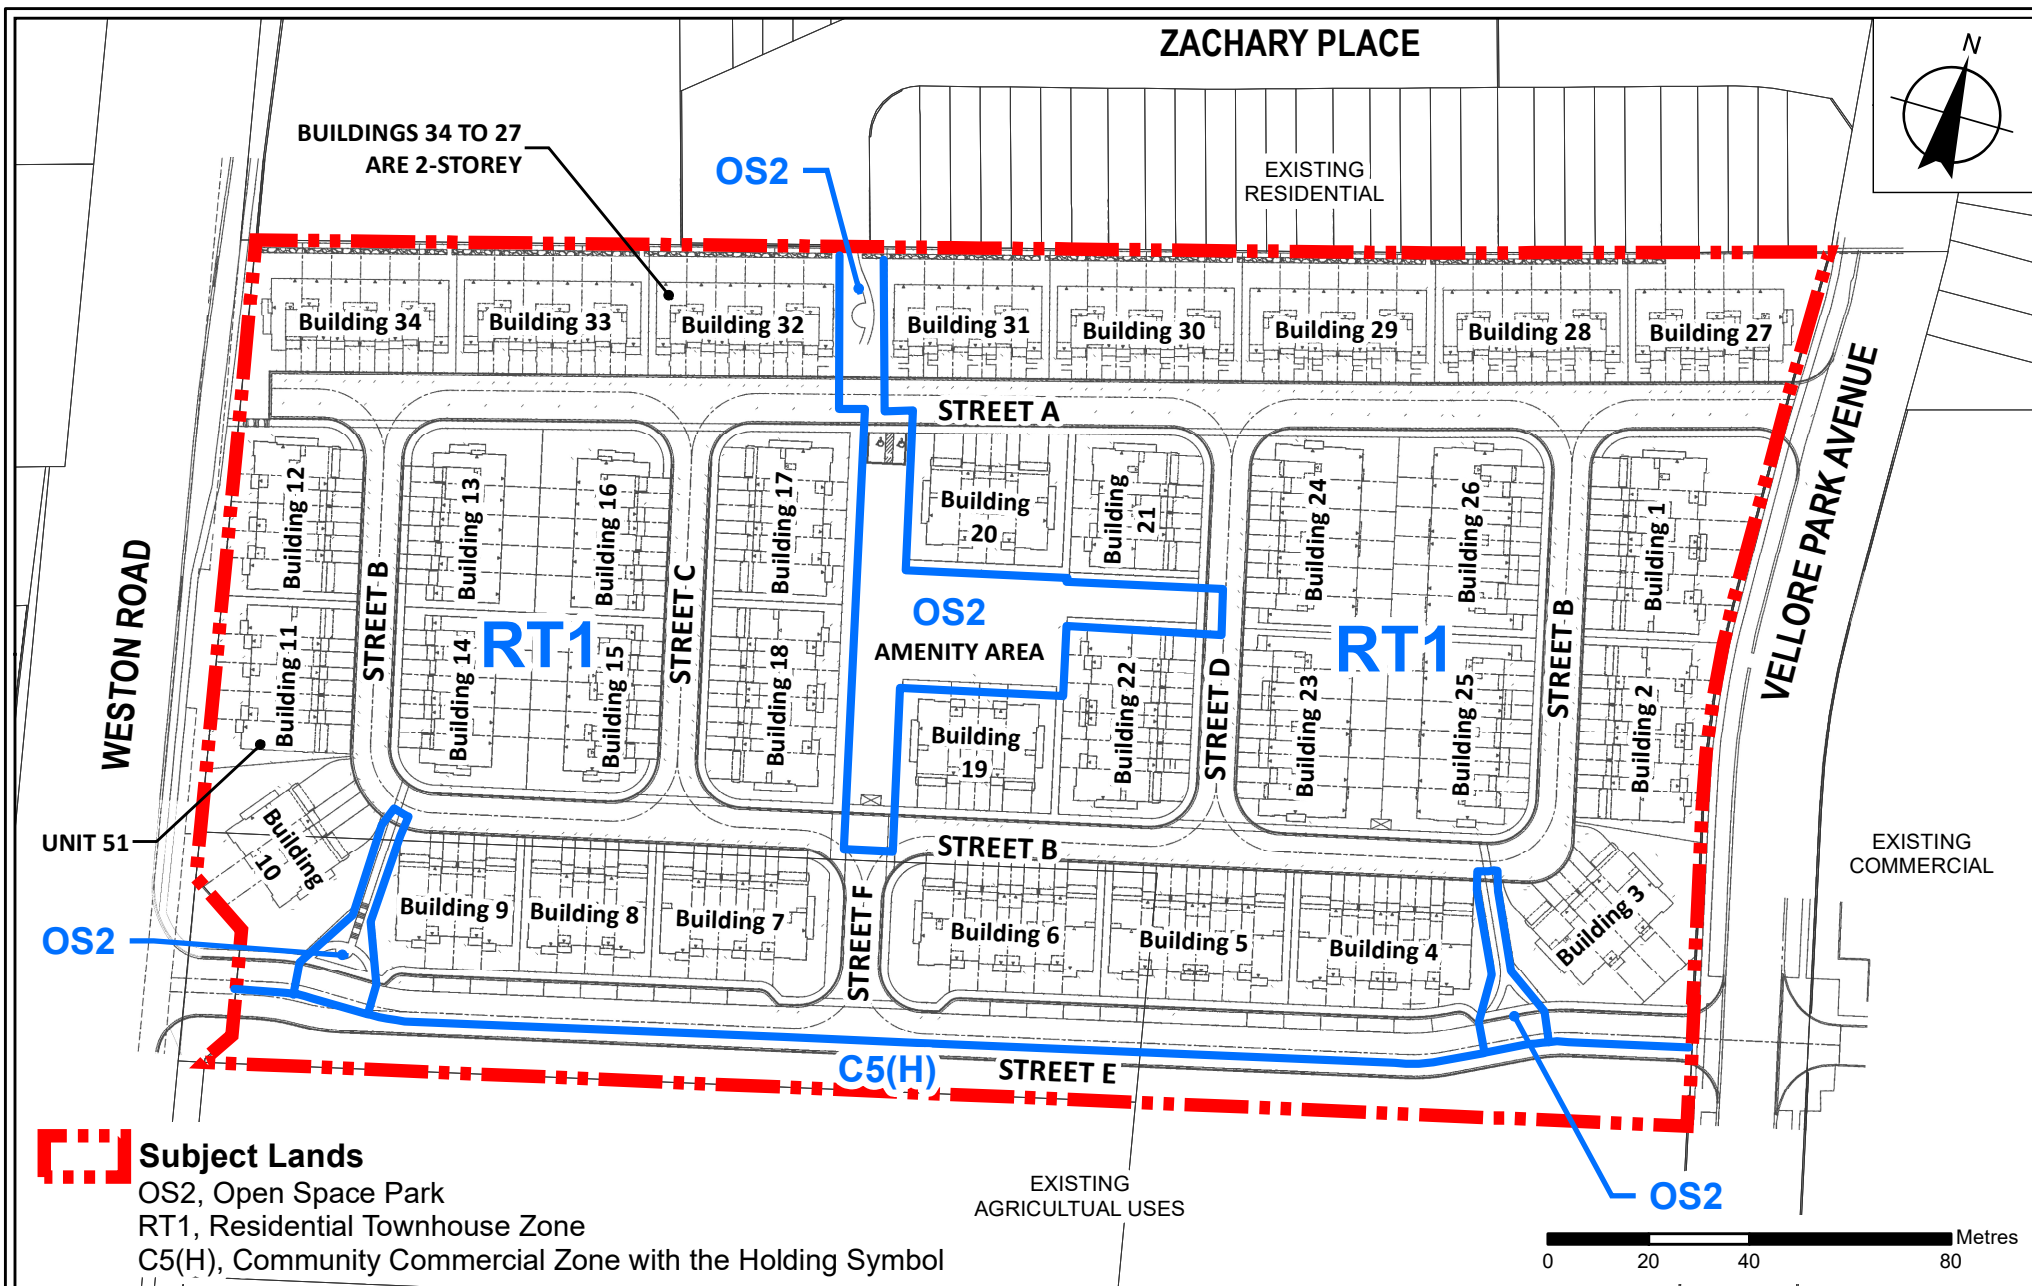 ZACHARY PLACE
N
BUILDINGS 34 TO 27
ARE 2-STOREY
OS2
EXISTING
RESIDENTIAL
Building 34
Building 33
Building 32
Building 31
Building 30
Building 29
Building 28
Building 27
STREET A
Building 12
Building 13
Building 16
Building 17
Building
20
Building
21
Building 24
Building 26
Building 1
WESTON ROAD
STREET B
STREET C
VELLORE PARK AVENUE
RT1
OS2
AMENITY AREA
RT1
STREET D
STREET B
Building 11
Building 14
Building 15
Building 18
Building
19
Building 22
Building 23
Building 25
Building 2
UNIT 51
Building
10
STREET B
EXISTING
COMMERCIAL
Building 9
Building 8
Building 7
STREET F
Building 6
Building 5
Building 4
Building 3
OS2
C5(H)
STREET E
Subject Lands
OS2, Open Space Park
RT1, Residential Townhouse Zone
C5(H), Community Commercial Zone with the Holding Symbol
EXISTING
AGRICULTUAL USES
OS2
Metres
0 20 40 80